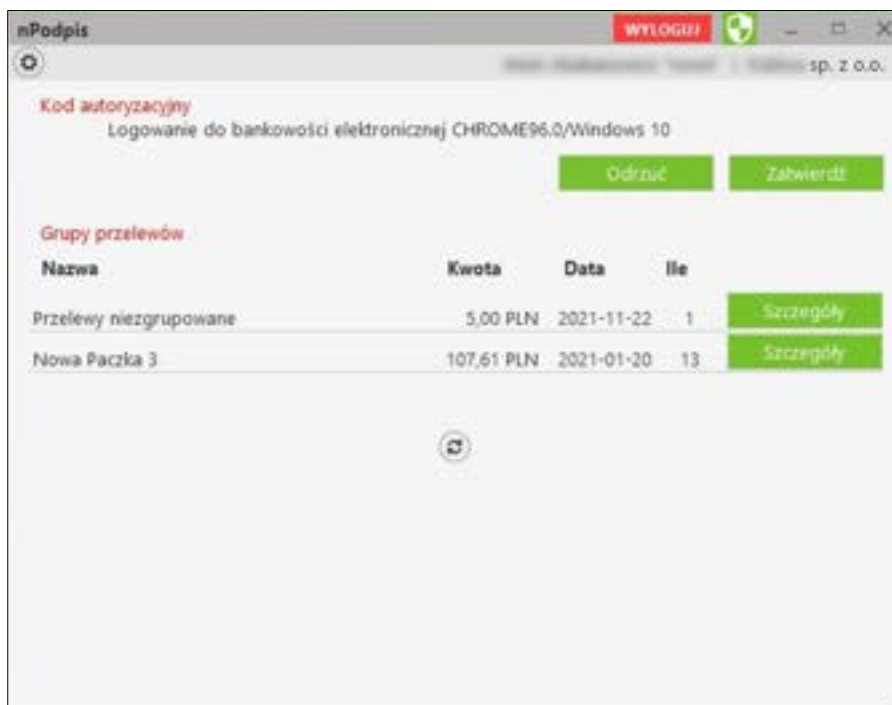 nPodpis WYLOGUJ
sp. z o.o.
Kod autoryzacyjny
Logowanie do bankowości elektronicznej CHROME96.0/Windows 10
Odrzuć Zatwierdź
Grupy przelewów
Nazwa Kwota Data Ile
Przelewy niezgrupowane 5,00 PLN 2021-11-22 1 Szczegóły
Nowa Paczka 3 107,61 PLN 2021-01-20 13 Szczegóły